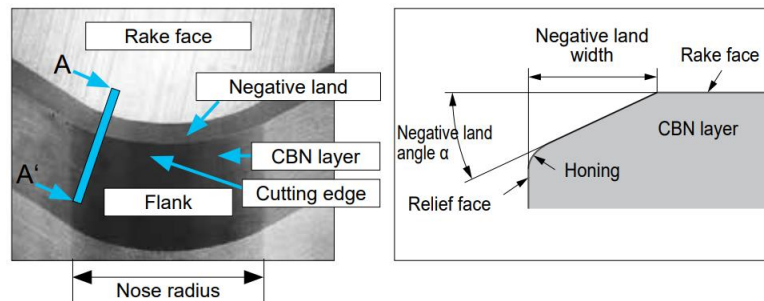 Rake face
A
Negative land
CBN layer
A'
Cutting edge
Flank
Nose radius
Negative land
width
Rake face
CBN layer
Negative land
angle α
Honing
Relief face